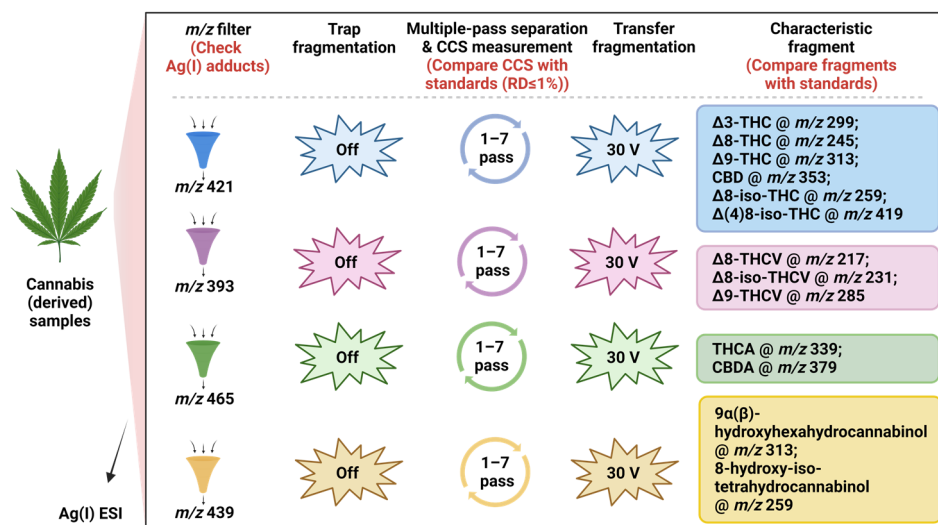 m/z filter
(Check
Ag(I) adducts)
Trap
fragmentation
Multiple-pass separation
& CCS measurement
(Compare CCS with
standards (RD≤1%))
Transfer
fragmentation
Characteristic
fragment
(Compare fragments
with standards)
Cannabis
(derived)
samples
Ag(I) ESI
m/z 421
Off
1–7
pass
30 V
Δ3-THC @ m/z 299;
Δ8-THC @ m/z 245;
Δ9-THC @ m/z 313;
CBD @ m/z 353;
Δ8-iso-THC @ m/z 259;
Δ(4)8-iso-THC @ m/z 419
m/z 393
Off
1–7
pass
30 V
Δ8-THCV @ m/z 217;
Δ8-iso-THCV @ m/z 231;
Δ9-THCV @ m/z 285
m/z 465
Off
1–7
pass
30 V
THCA @ m/z 339;
CBDA @ m/z 379
m/z 439
Off
1–7
pass
30 V
9α(β)-
hydroxyhexahydrocannabinol
@ m/z 313;
8-hydroxy-iso-
tetrahydrocannabinol
@ m/z 259